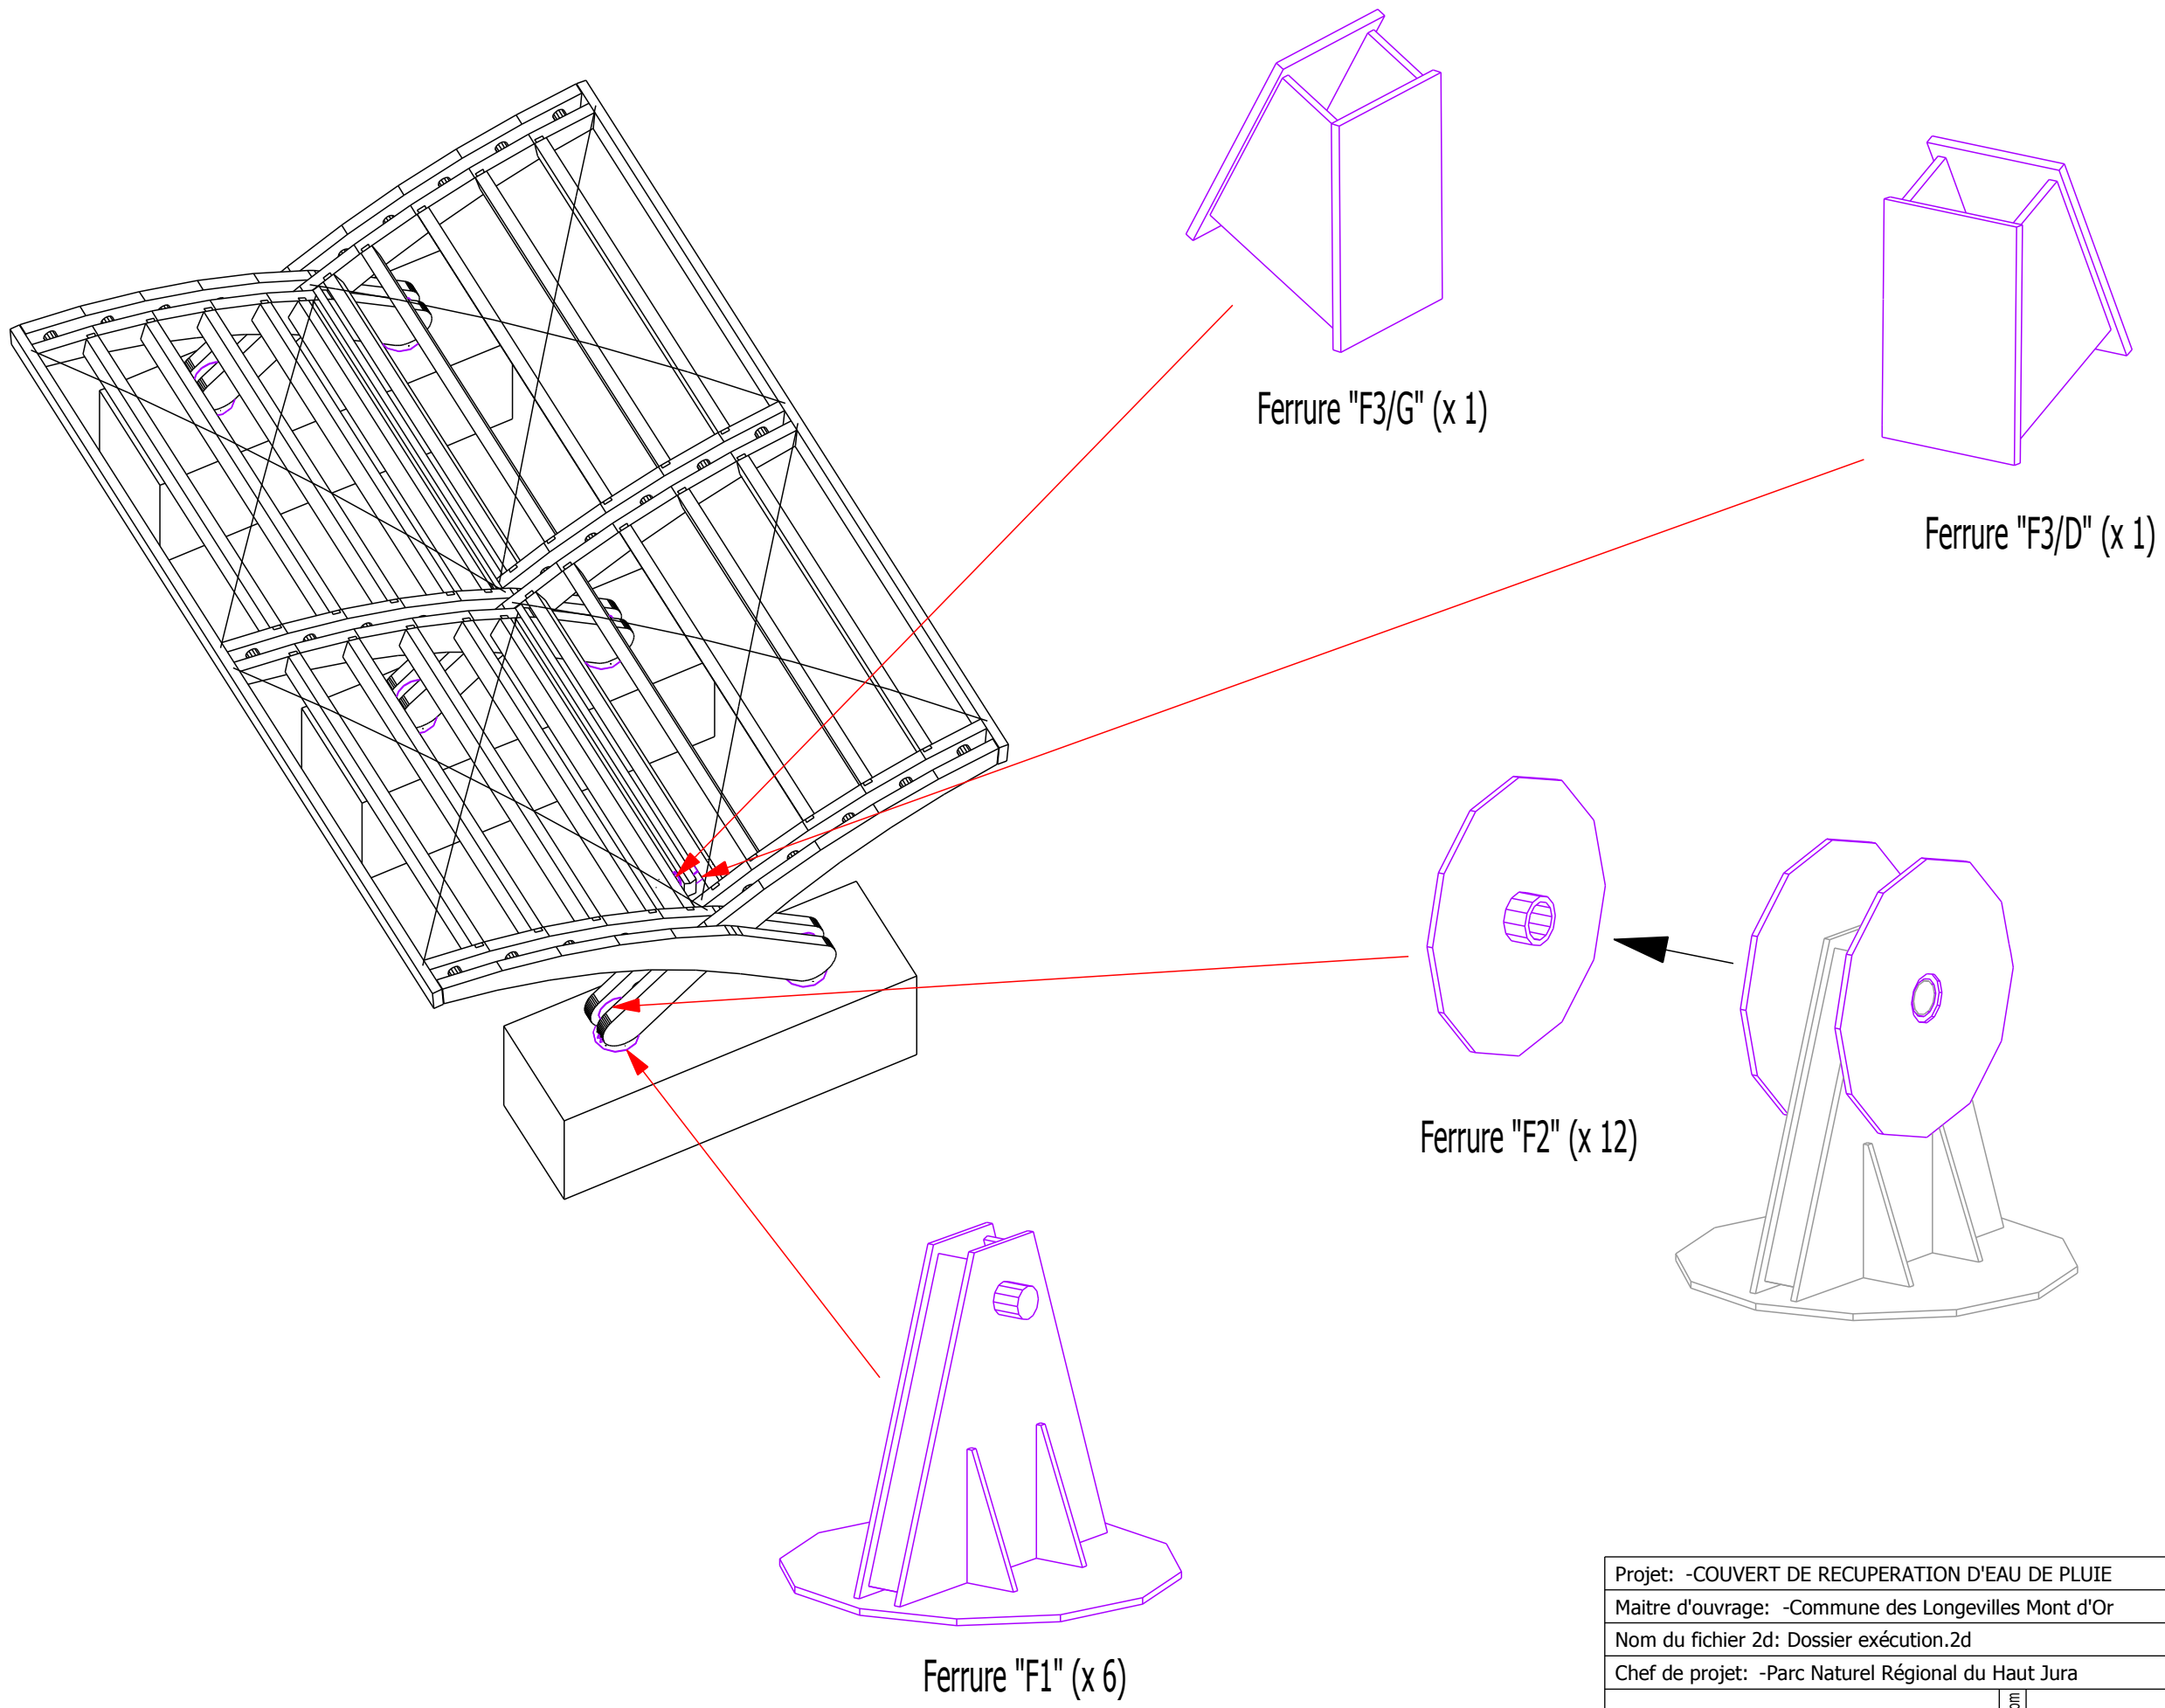 Ferrure "F3/G" (x 1)
Ferrure "F3/D" (x 1)
Ferrure "F2" (x 12)
Ferrure "F1" (x 6)
Projet: -COUVERT DE RECUPERATION D'EAU DE PLUIE
Maitre d'ouvrage: -Commune des Longevilles Mont d'Or
Nom du fichier 2d: Dossier exécution.2d
Chef de projet: -Parc Naturel Régional du Haut Jura